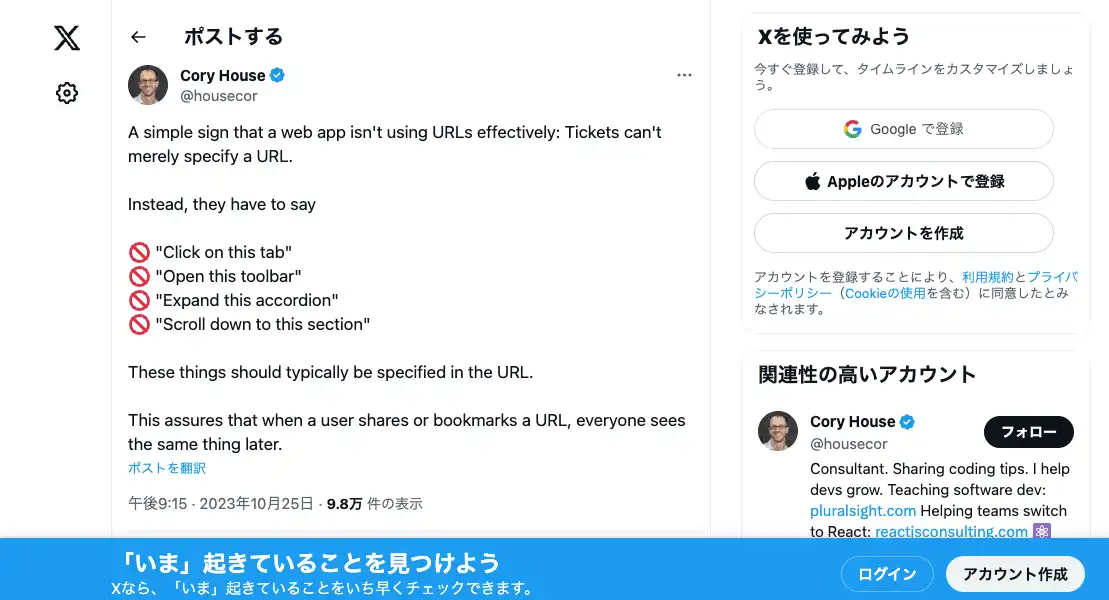 ポストする
Cory House
@housecor
A simple sign that a web app isn't using URLs effectively: Tickets can't
merely specify a URL.
Instead, they have to say
🚫 "Click on this tab"
🚫 "Open this toolbar"
🚫 "Expand this accordion"
🚫 "Scroll down to this section"
These things should typically be specified in the URL.
This assures that when a user shares or bookmarks a URL, everyone sees
the same thing later.
ポストを翻訳
午後9:15 · 2023年10月25日 · 9.8万 件の表示
Xを使ってみよう
今すぐ登録して、タイムラインをカスタマイズしましょ
う。
Google で登録
Appleのアカウントで登録
アカウントを作成
アカウントを登録することにより、利用規約とプライバ
シーポリシー（Cookieの使用を含む）に同意したとみ
なされます。
関連性の高いアカウント
Cory House
@housecor
フォロー
Consultant. Sharing coding tips. I help
devs grow. Teaching software dev:
pluralsight.com Helping teams switch
to React: reactjsconsulting.com ⚛
「いま」起きていることを見つけよう
Xなら、「いま」起きていることをいち早くチェックできます。
ログイン
アカウント作成